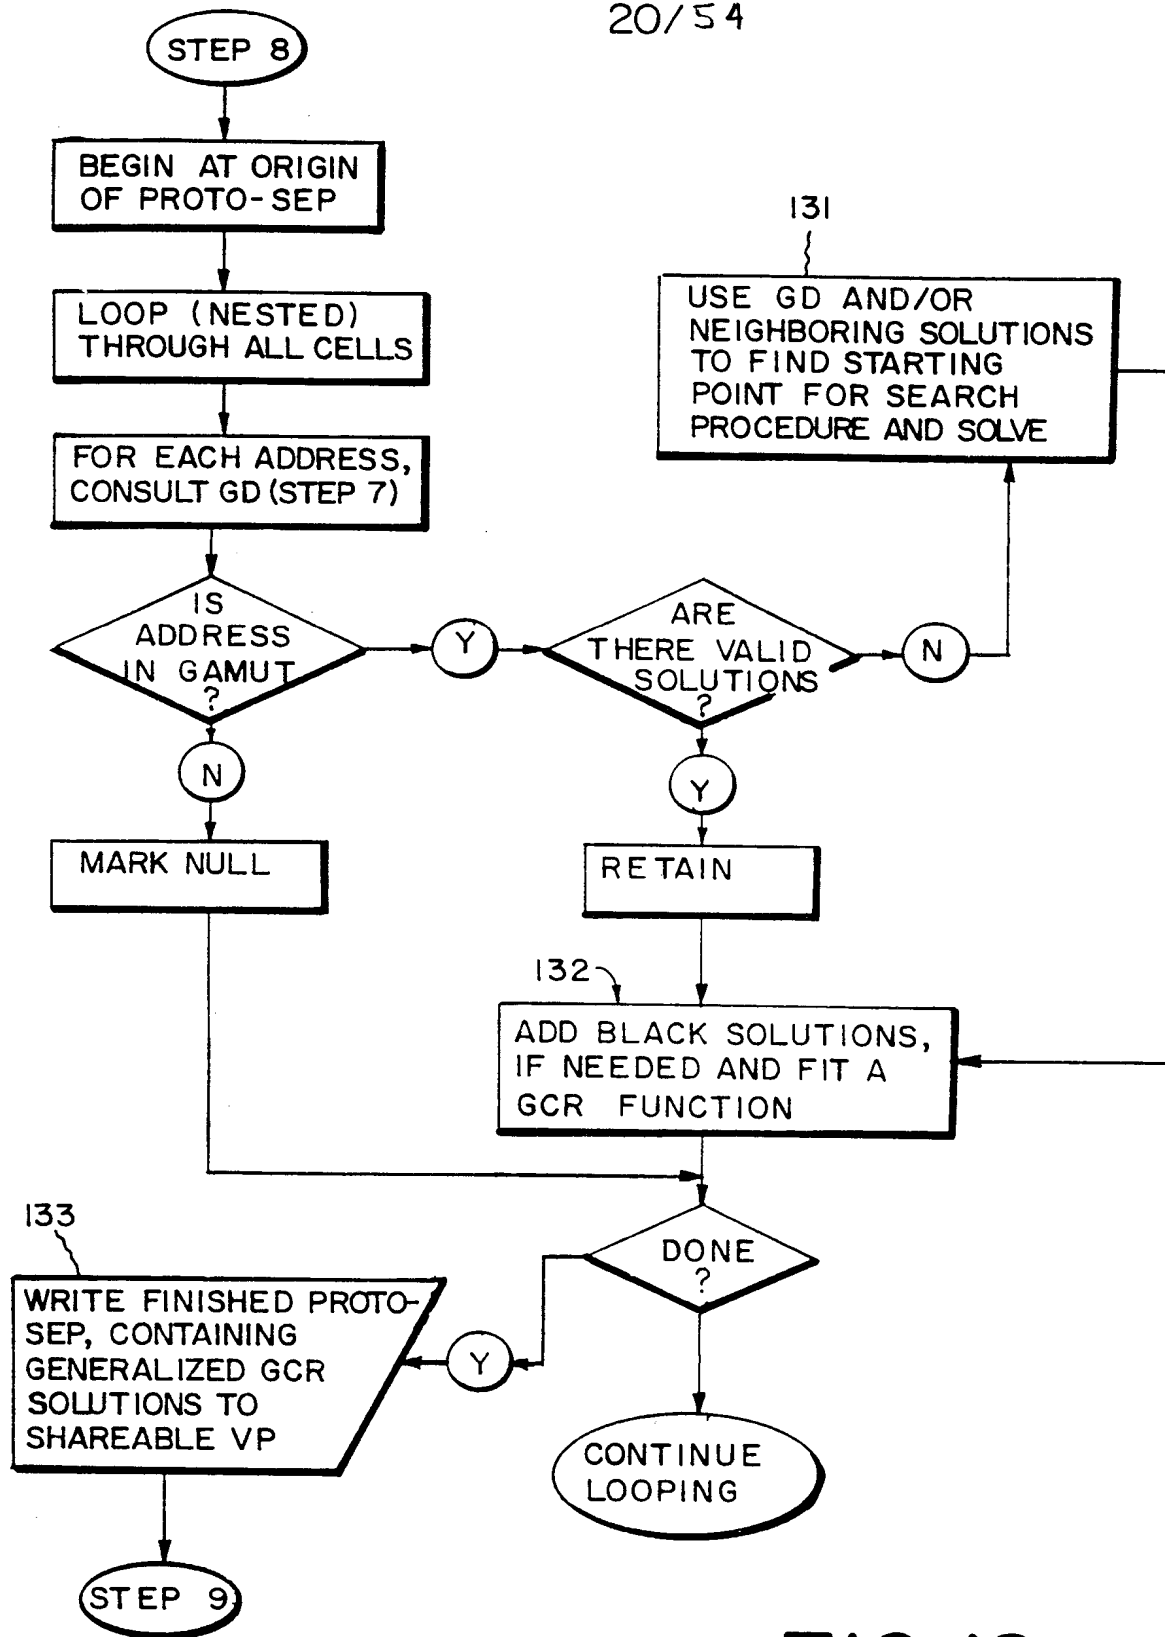 20/54
STEP 8
BEGIN AT ORIGIN
OF PROTO-SEP
LOOP (NESTED)
THROUGH ALL CELLS
FOR EACH ADDRESS,
CONSULT GD (STEP 7)
131
USE GD AND/OR
NEIGHBORING SOLUTIONS
TO FIND STARTING
POINT FOR SEARCH
PROCEDURE AND SOLVE
IS
ADDRESS
IN GAMUT
?
Y
ARE
THERE VALID
SOLUTIONS
?
N
N
Y
MARK NULL
RETAIN
132
ADD BLACK SOLUTIONS,
IF NEEDED AND FIT A
GCR FUNCTION
DONE
?
133
WRITE FINISHED PROTO-
SEP, CONTAINING
GENERALIZED GCR
SOLUTIONS TO
SHAREABLE VP
Y
CONTINUE
LOOPING
STEP 9